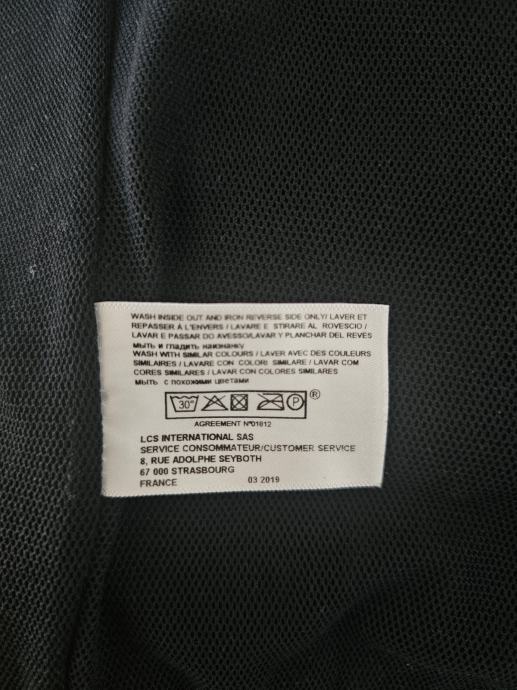 WASH INSIDE OUT AND IRON REVERSE SIDE ONLY/ LAVER ET
REPASSER À L'ENVERS / LAVARE E STIRARE AL ROVESCIO /
LAVAR E PASSAR DO AVESSO/LAVAR Y PLANCHAR DEL REVÉS
мыть и гладить наизнанку
WASH WITH SIMILAR COLOURS / LAVER AVEC DES COULEURS
SIMILAIRES / LAVARE CON COLORI SIMILARE / LAVAR COM
CORES SIMILARES / LAVAR CON COLORES SIMILARES
мыть с похожими цветами
30° P ®
AGREEMENT N°01012
LCS INTERNATIONAL SAS
SERVICE CONSOMMATEUR/CUSTOMER SERVICE
8, RUE ADOLPHE SEYBOTH
67 000 STRASBOURG
FRANCE 03 2019